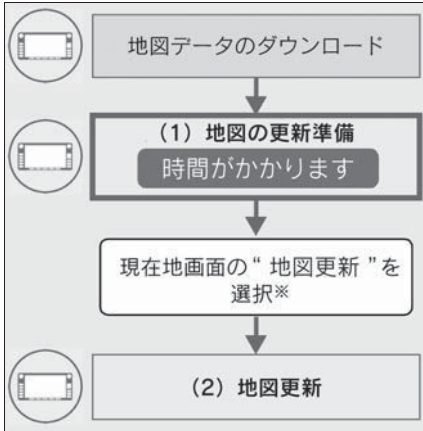 地図データのダウンロード
（1）地図の更新準備
時間がかかります
現在地画面の“ 地図更新 ”を
選択※
（2）地図更新